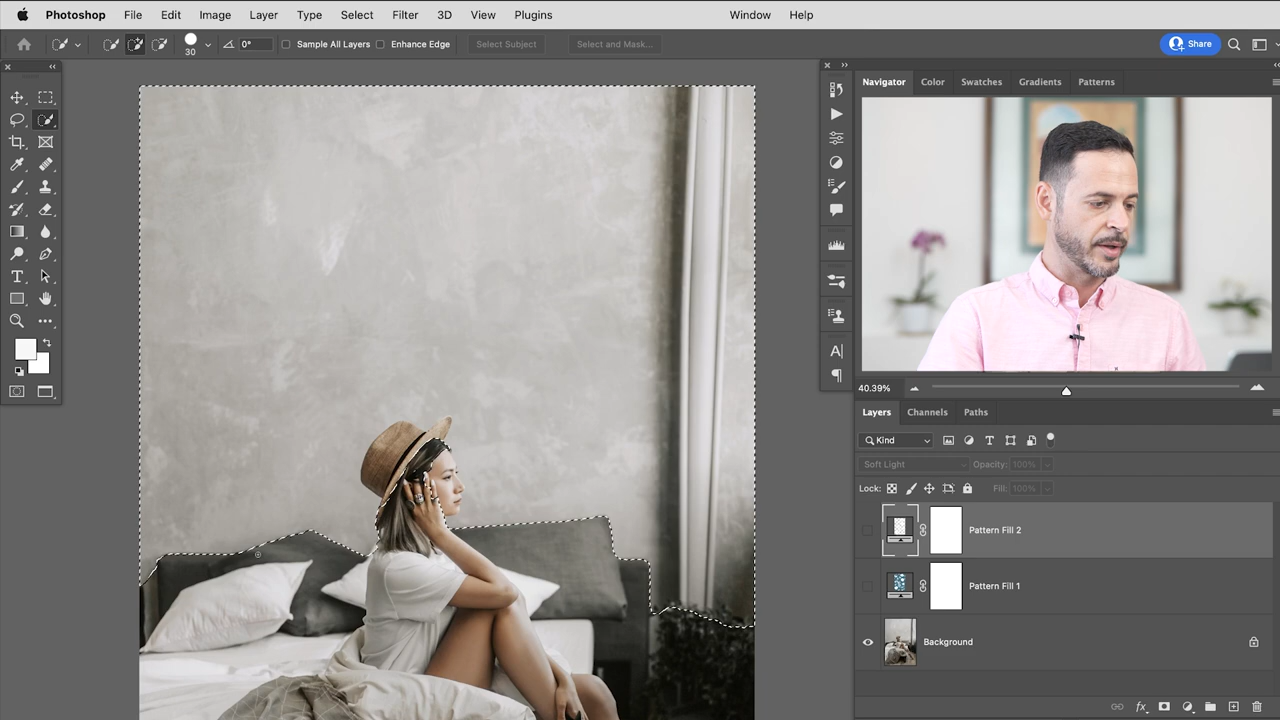 Photoshop File Edit Image Layer Type Select Filter 3D View Plugins Window Help
30 0° Sample All Layers Enhance Edge Select Subject Select and Mask... Share
Navigator Color Swatches Gradients Patterns
40.39%
Layers Channels Paths
Kind
Soft Light Opacity: 100%
Lock: Fill: 100%
Pattern Fill 2
Pattern Fill 1
Background